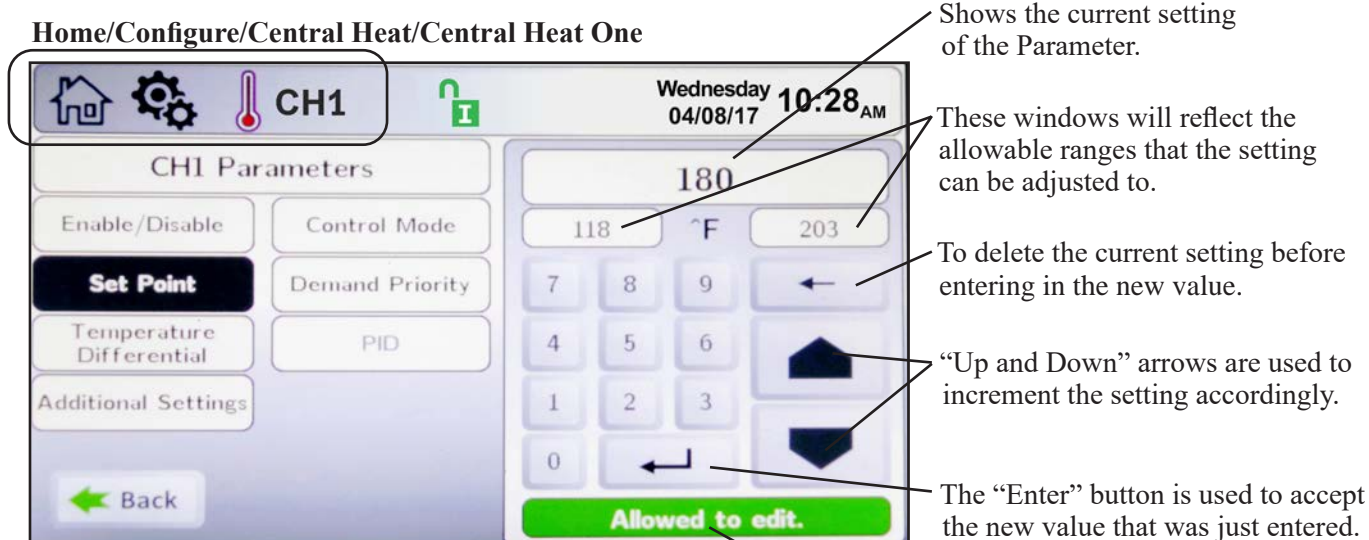 Home/Configure/Central Heat/Central Heat One
CH1
I
Wednesday
04/08/17
10:28 AM
CH1 Parameters
Enable/Disable
Control Mode
Set Point
Demand Priority
Temperature
Differential
PID
Additional Settings
Back
180
118
°F
203
7 8 9
4 5 6
1 2 3
0
Allowed to edit.
Shows the current setting
of the Parameter.
These windows will reflect the
allowable ranges that the setting
can be adjusted to.
To delete the current setting before
entering in the new value.
“Up and Down” arrows are used to
increment the setting accordingly.
The “Enter” button is used to accept
the new value that was just entered.